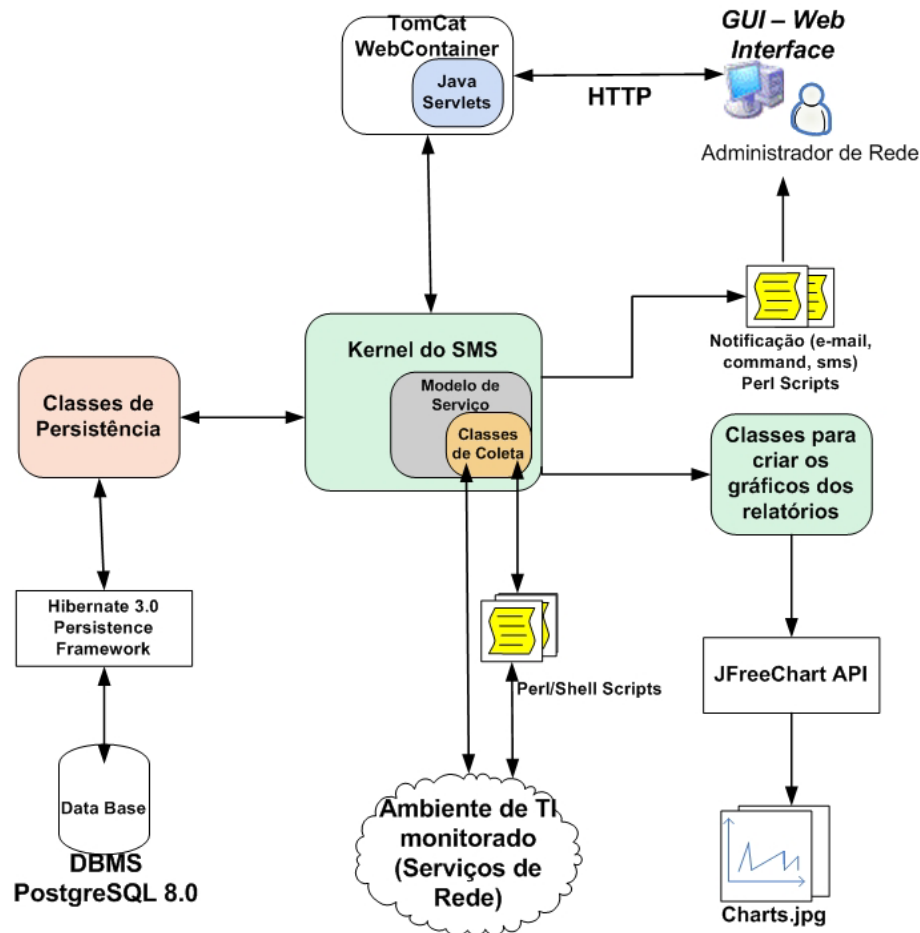 TomCat
WebContainer
Java
Servlets
HTTP
GUI – Web
Interface
Administrador de Rede
Kernel do SMS
Modelo de
Serviço
Classes
de Coleta
Classes de
Persistência
Notificação (e-mail,
command, sms)
Perl Scripts
Classes para
criar os
gráficos dos
relatórios
Hibernate 3.0
Persistence
Framework
Perl/Shell Scripts
JFreeChart API
Data Base
DBMS
PostgreSQL 8.0
Ambiente de TI
monitorado
(Serviços de
Rede)
Charts.jpg